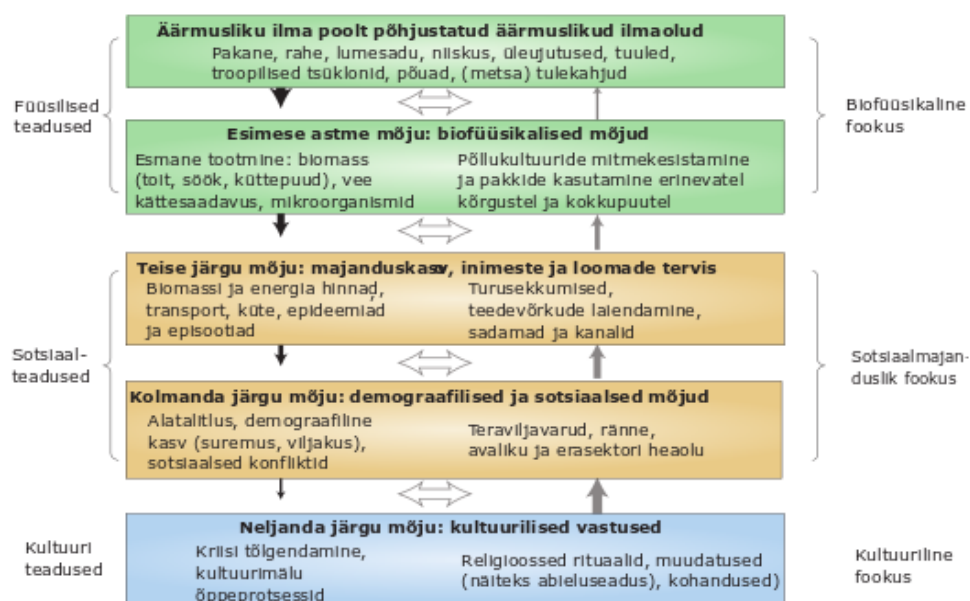 Äärmusliku ilma poolt põhjustatud äärmuslikud ilmaolud
Pakane, rahe, lumesadu, niiskus, üleujutused, tuuled,
troopilised tsüklonid, põuad, (metsa) tulekahjud
Füüsilised
teadused
Biofüüsikaline
fookus
Esimese astme mõju: biofüüsikalised mõjud
Esmane tootmine: biomass
(toit, söök, küttepuud), vee
kättesaadavus, mikroorganismid
Põllukultuuride mitmekesistamine
ja pakkide kasutamine erinevatel
kõrgustel ja kokkupuutel
Teise järgu mõju: majanduskasv, inimeste ja loomade tervis
Biomassi ja energia hinnad,
transport, küte, epideemiad
ja episootiad
Turusekkumised,
teedevõrkude laiendamine,
sadamad ja kanalid
Sotsiaal-
teadused
Sotsiaalmajan-
duslik fookus
Kolmanda järgu mõju: demograafilised ja sotsiaalsed mõjud
Alatalitlus, demograafiline
kasv (suremus, viljakus),
sotsiaalsed konfliktid
Teraviljavarud, ränne,
avaliku ja erasektori heaolu
Neljanda järgu mõju: kultuurilised vastused
Kriisi tõlgendamine,
kultuurimälu
õppeprotsessid
Religioossed rituaalid, muudatused
(näiteks abieluseadus), kohandused)
Kultuuri
teadused
Kultuuriline
fookus